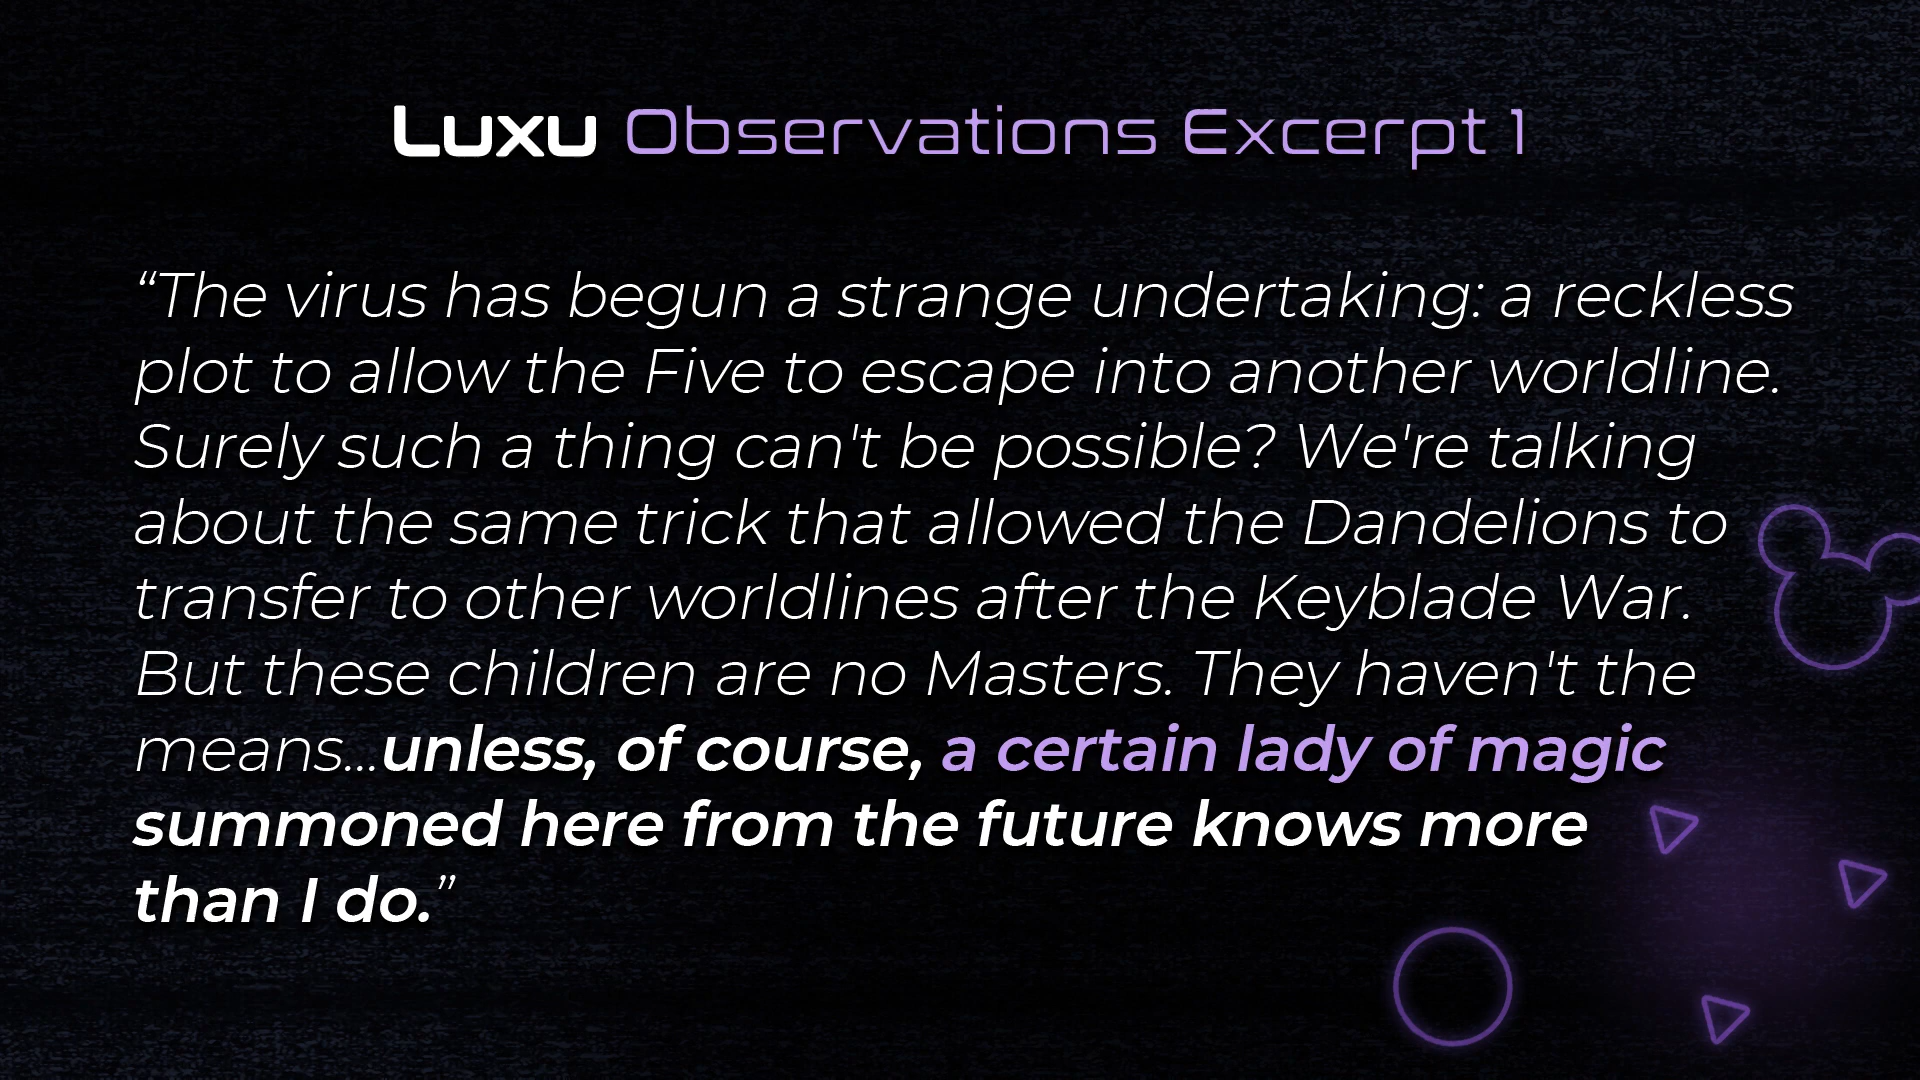 Luxu Observations Excerpt 1
“The virus has begun a strange undertaking: a reckless
plot to allow the Five to escape into another worldline.
Surely such a thing can't be possible? We're talking
about the same trick that allowed the Dandelions to
transfer to other worldlines after the Keyblade War.
But these children are no Masters. They haven't the
means...unless, of course, a certain lady of magic
summoned here from the future knows more
than I do.”